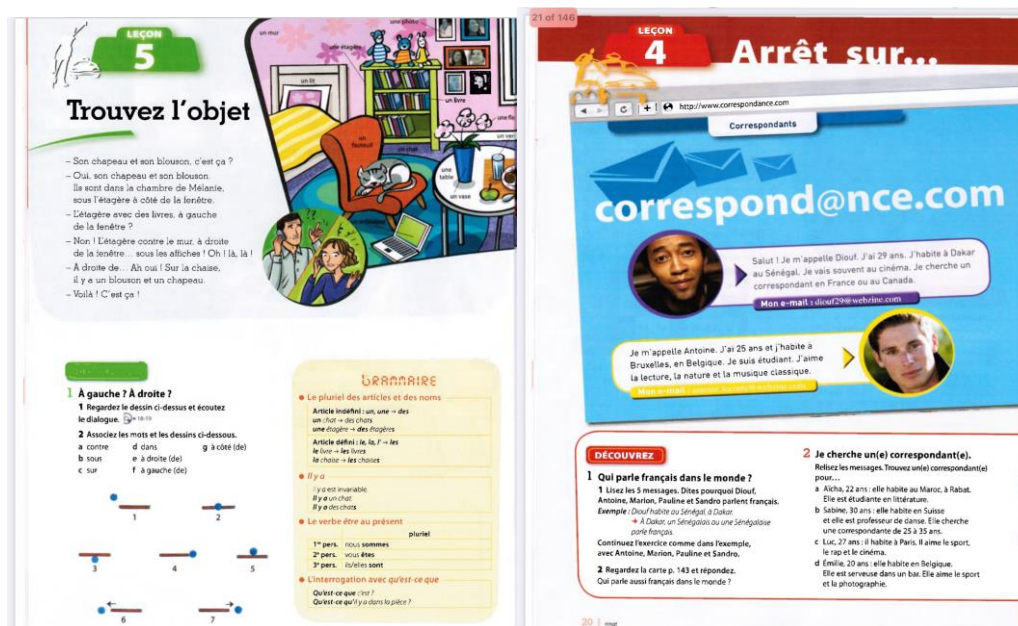 LEÇON
5
Trouvez l'objet
– Son chapeau et son blouson, c'est ça ?
– Oui, son chapeau et son blouson.
Ils sont dans la chambre de Mélanie,
sous l'étagère à côté de la fenêtre.
– L'étagère avec des livres, à gauche
de la fenêtre ?
– Non ! L'étagère contre le mur, à droite
de la fenêtre... sous les affiches ! Oh ! là, là !
– À droite de... Ah oui ! Sur la chaise,
il y a un blouson et un chapeau.
– Voilà ! C'est ça !
un mur
une photo
une étagère
un lit
un livre
une
un
un fauteuil
un chat
une
table
un vase
1 À gauche ? À droite ?
1 Regardez le dessin ci-dessus et écoutez
le dialogue.
2 Associez les mots et les dessins ci-dessous.
a contre d dans g à côté (de)
b sous e à droite (de)
c sur f à gauche (de)
1 2
3 4 5
6 7
GRAMMAIRE
Le pluriel des articles et des noms
Article indéfini : un, une → des
un chat → des chats
une étagère → des étagères
Article défini : le, la, l' → les
le livre → les livres
la chaise → les chaises
Il y a
Il y a est invariable.
Il y a un chat.
Il y a des chats.
Le verbe être au présent
pluriel
1re pers. nous sommes
2e pers. vous êtes
3e pers. ils/elles sont
L'interrogation avec qu'est-ce que
Qu'est-ce que c'est ?
Qu'est-ce qu'il y a dans la pièce ?
21 of 146
LEÇON
4
Arrêt sur...
http://www.correspondance.com
Correspondants
correspond@nce.com
Salut ! Je m'appelle Diouf. J'ai 29 ans. J'habite à Dakar
au Sénégal. Je vais souvent au cinéma. Je cherche un
correspondant en France ou au Canada.
Mon e-mail : diouf29@webzine.com
Je m'appelle Antoine. J'ai 25 ans et j'habite à
Bruxelles, en Belgique. Je suis étudiant. J'aime
la lecture, la nature et la musique classique.
Mon e-mail :
DÉCOUVREZ
1 Qui parle français dans le monde ?
1 Lisez les 5 messages. Dites pourquoi Diouf,
Antoine, Marion, Pauline et Sandro parlent français.
Exemple : Diouf habite au Sénégal, à Dakar.
→ À Dakar, un Sénégalais ou une Sénégalaise
parle français.
Continuez l'exercice comme dans l'exemple,
avec Antoine, Marion, Pauline et Sandro.
2 Regardez la carte p. 143 et répondez.
Qui parle aussi français dans le monde ?
2 Je cherche un(e) correspondant(e).
Relisez les messages. Trouvez un(e) correspondant(e)
pour...
a Aïcha, 22 ans : elle habite au Maroc, à Rabat.
Elle est étudiante en littérature.
b Sabine, 30 ans : elle habite en Suisse
et elle est professeur de danse. Elle cherche
une correspondante de 25 à 35 ans.
c Luc, 27 ans : il habite à Paris. Il aime le sport,
le rap et le cinéma.
d Émilie, 20 ans : elle habite en Belgique.
Elle est serveuse dans un bar. Elle aime le sport
et la photographie.
20